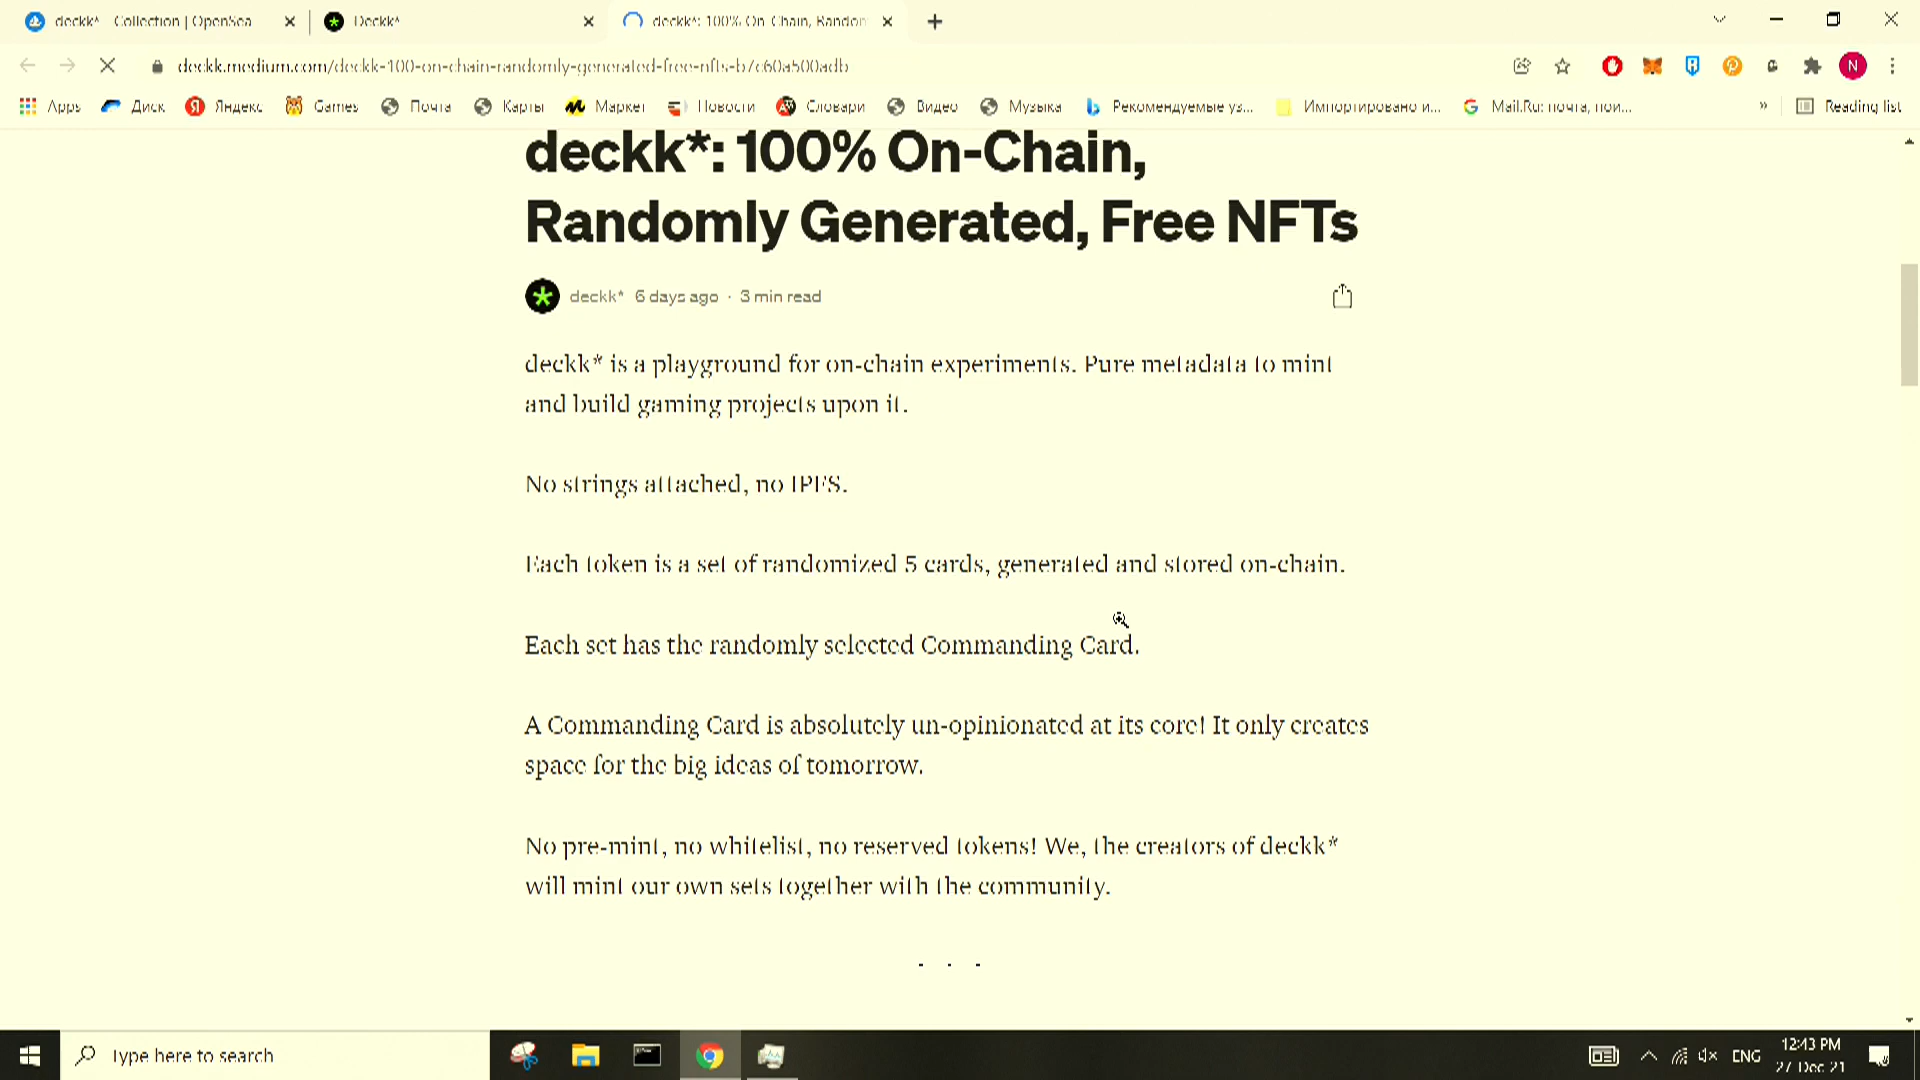 deckk* - Collection | OpenSea
Deckk*
deckk*: 100% On-Chain, Random
deckk.medium.com/deckk-100-on-chain-randomly-generated-free-nfts-b7c60a500adb
N
Apps
Диск
Яндекс
Games
Почта
Карты
Маркет
Новости
Словари
Видео
Музыка
Рекомендуемые уз...
Импортировано и...
Mail.Ru: почта, пои...
»
Reading list
deckk*: 100% On-Chain,
Randomly Generated, Free NFTs
deckk* 6 days ago · 3 min read
deckk* is a playground for on-chain experiments. Pure metadata to mint
and build gaming projects upon it.
No strings attached, no IPFS.
Each token is a set of randomized 5 cards, generated and stored on-chain.
Each set has the randomly selected Commanding Card.
A Commanding Card is absolutely un-opinionated at its core! It only creates
space for the big ideas of tomorrow.
No pre-mint, no whitelist, no reserved tokens! We, the creators of deckk*
will mint our own sets together with the community.
. . .
Type here to search
ENG
12:43 PM
27-Dec-21